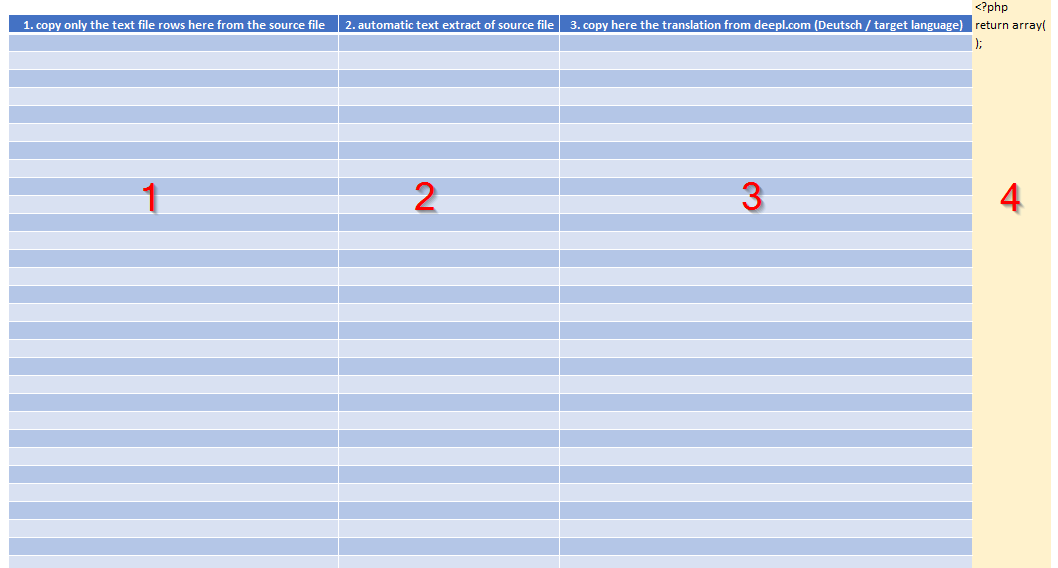 <?php
1. copy only the text file rows here from the source file 2. automatic text extract of source file 3. copy here the translation from deepl.com (Deutsch / target language) return array(
);
1 2 3 4